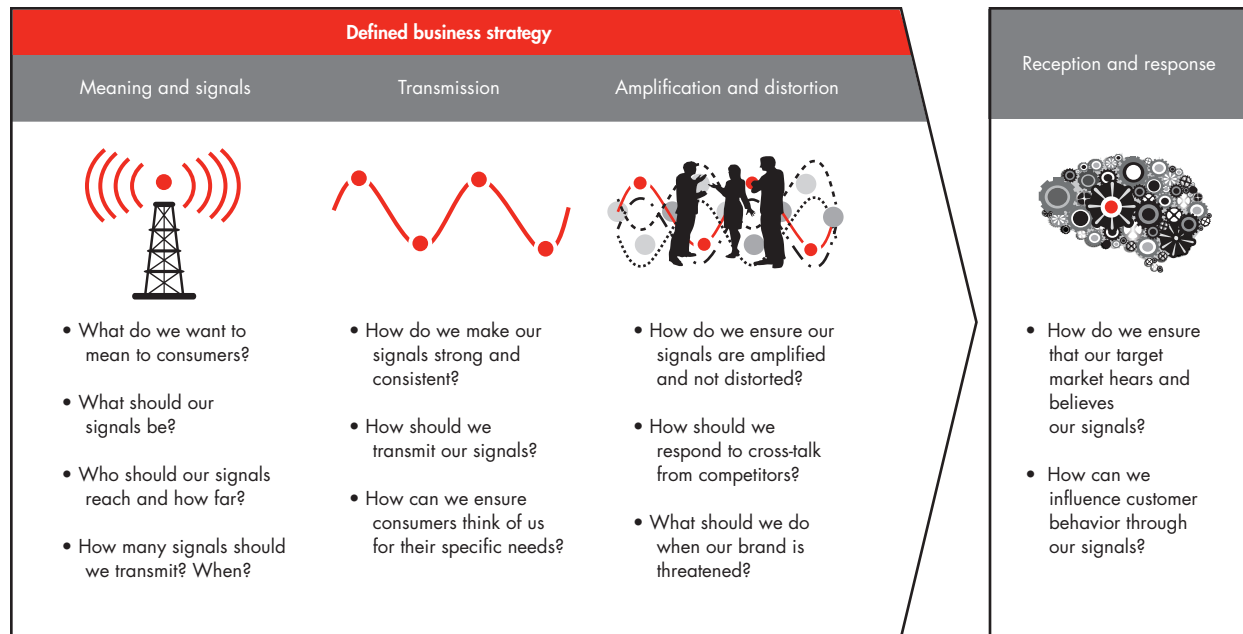 Defined business strategy
Meaning and signals
Transmission
Amplification and distortion
Reception and response
• What do we want to
mean to consumers?
• What should our
signals be?
• Who should our signals
reach and how far?
• How many signals should
we transmit? When?
• How do we make our
signals strong and
consistent?
• How should we
transmit our signals?
• How can we ensure
consumers think of us
for their specific needs?
• How do we ensure our
signals are amplified
and not distorted?
• How should we
respond to cross-talk
from competitors?
• What should we do
when our brand is
threatened?
• How do we ensure
that our target
market hears and
believes
our signals?
• How can we
influence customer
behavior through
our signals?